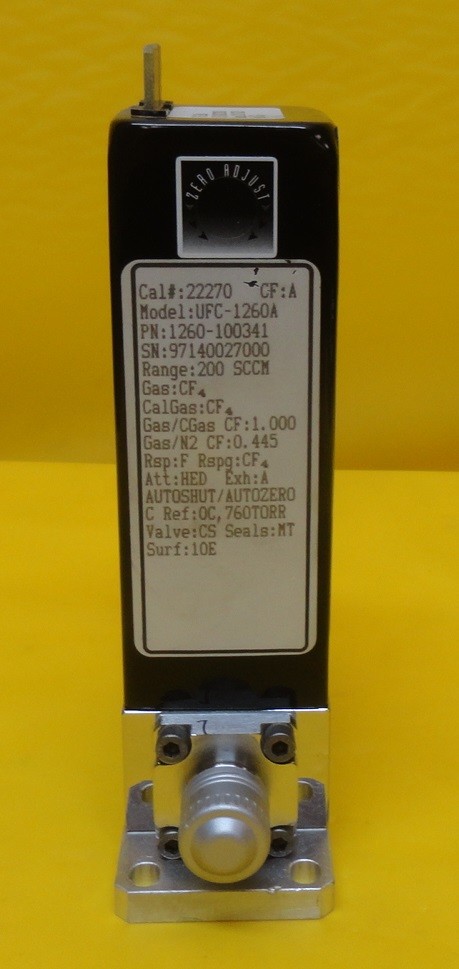 ZERO ADJUST
Cal#:22270 CF:A
Model:UFC-1260A
PN:1260-100341
SN:97140027000
Range:200 SCCM
Gas:CF₄
CalGas:CF₄
Gas/CGas CF:1.000
Gas/N2 CF:0.445
Rsp:F Rspg:CF₄
Att:HED Exh:A
AUTOSHUT/AUTOZERO
C Ref:0C,760TORR
Valve:CS Seals:MT
Surf:10E